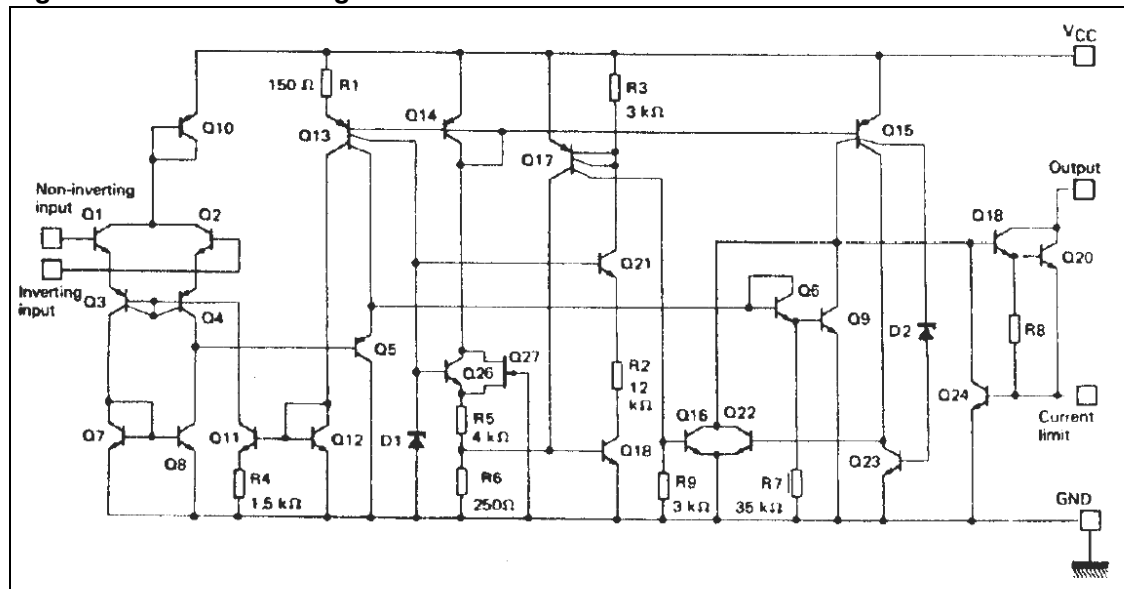 VCC
150 Ω
R1
Q14
R3
3 kΩ
Q10
Q13
Q15
Q17
Output
Non-inverting
input
Q1
Q2
Q18
Q21
Q20
Inverting
input
Q3
Q4
Q6
Q9
D2
R8
Q5
Q27
Q26
R2
12
kΩ
Q24
Current
limit
Q16
Q22
R5
4 kΩ
Q7
Q11
Q12
D1
Q18
Q23
Q8
R4
1,5 kΩ
R6
250Ω
R9
3 kΩ
R7
35 kΩ
GND